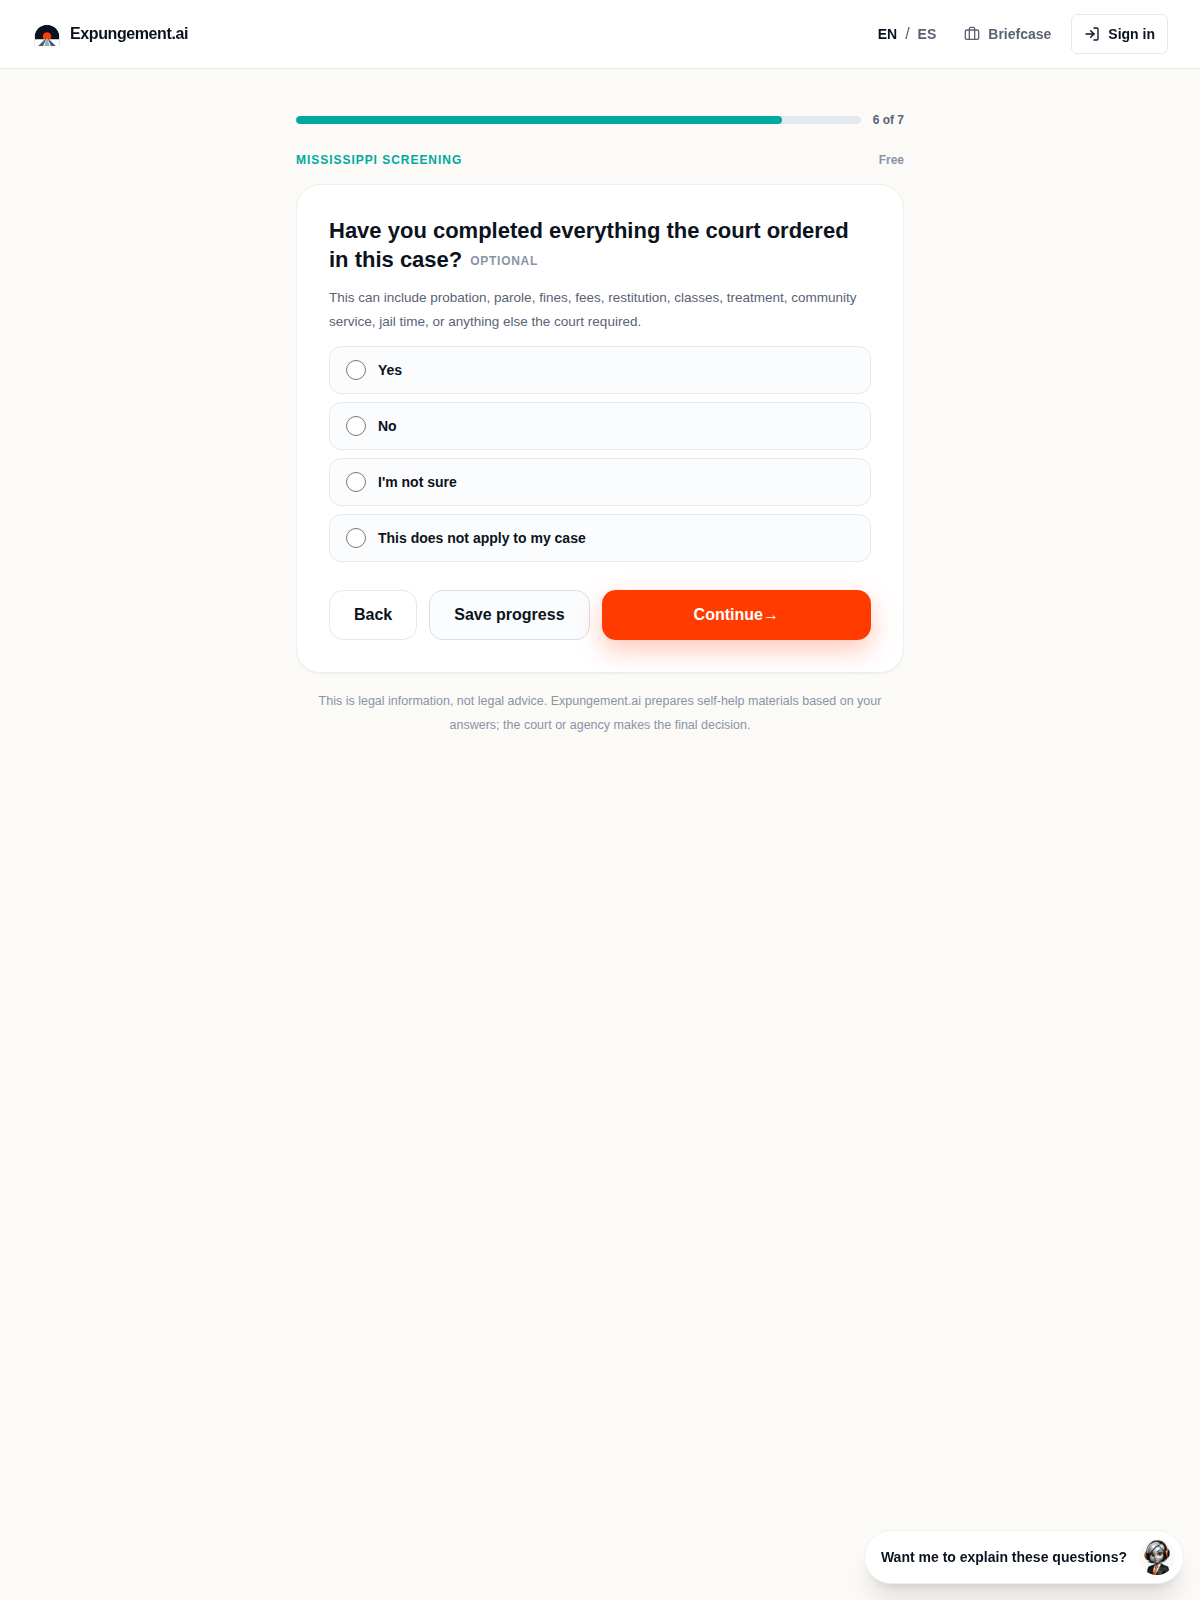 Expungement.ai
EN / ES
Briefcase
Sign in
6 of 7
MISSISSIPPI SCREENING
Free
Have you completed everything the court ordered
in this case? OPTIONAL
This can include probation, parole, fines, fees, restitution, classes, treatment, community
service, jail time, or anything else the court required.
Yes
No
I'm not sure
This does not apply to my case
Back
Save progress
Continue→
This is legal information, not legal advice. Expungement.ai prepares self-help materials based on your
answers; the court or agency makes the final decision.
Want me to explain these questions?